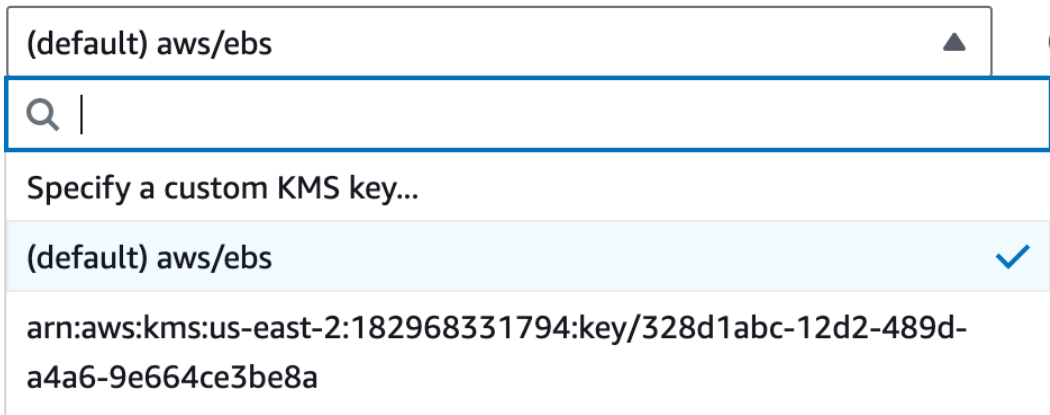 (default) aws/ebs
Specify a custom KMS key...
(default) aws/ebs
arn:aws:kms:us-east-2:182968331794:key/328d1abc-12d2-489d-
a4a6-9e664ce3be8a